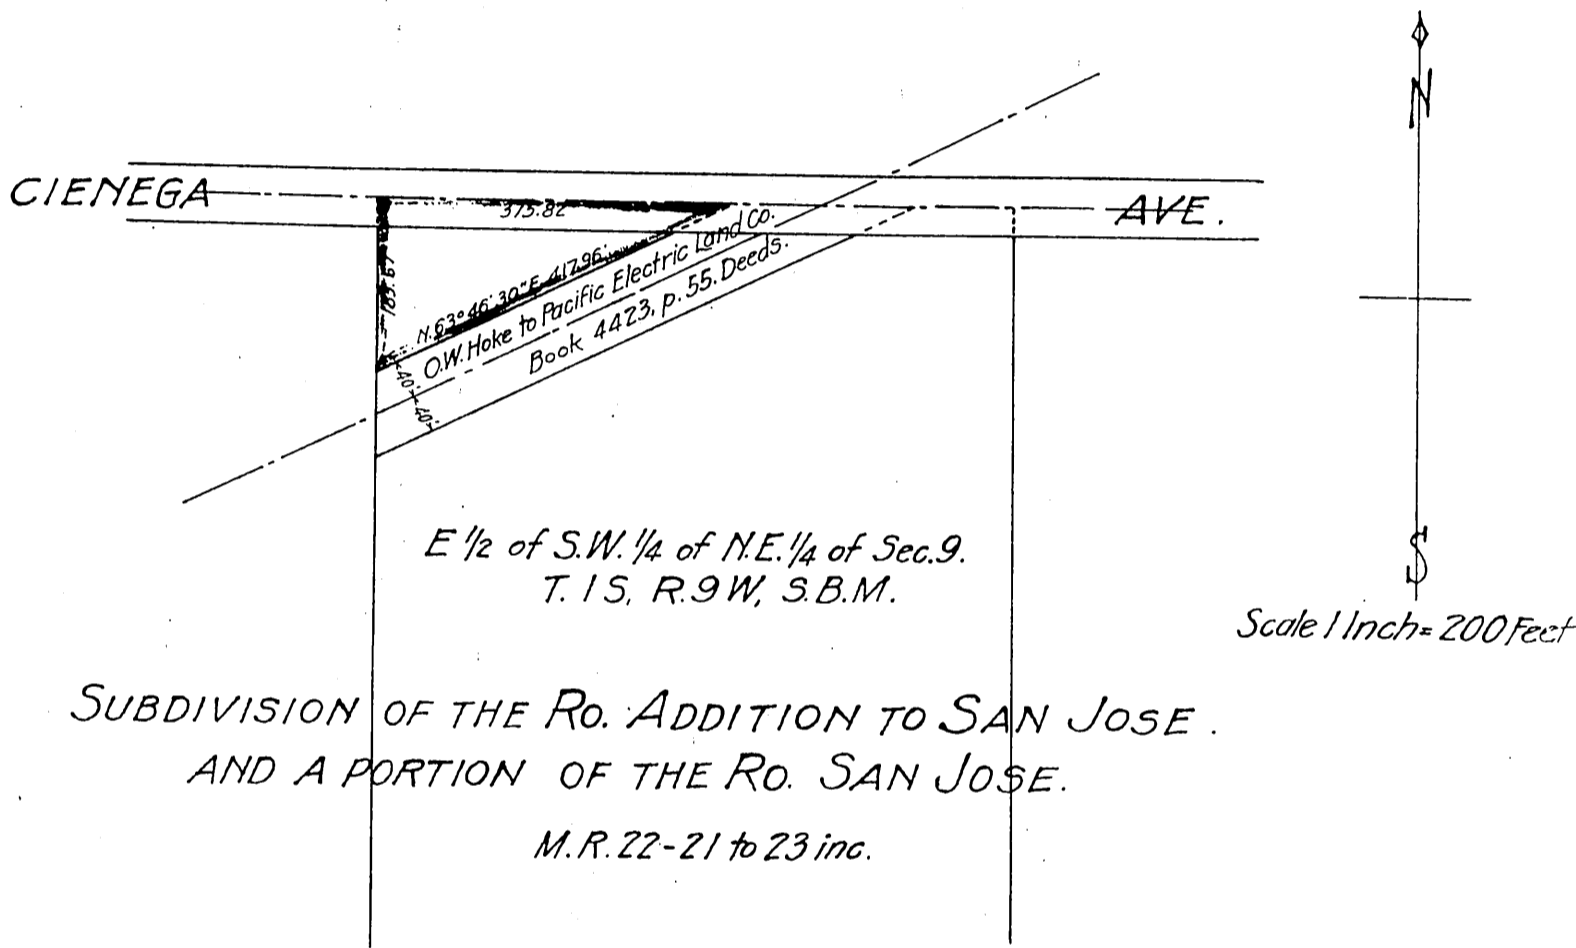 N
CIENEGA AVE.
375.82
N.63°46'30"E. 417.96'
O.W. Hoke to Pacific Electric Land Co.
Book 4423, p. 55. Deeds.
40' 40'
E 1/2 of S.W. 1/4 of N.E. 1/4 of Sec. 9.
T. 1 S, R. 9 W, S.B.M.
S
Scale 1 Inch = 200 Feet
SUBDIVISION OF THE RO. ADDITION TO SAN JOSE.
AND A PORTION OF THE RO. SAN JOSE.
M.R. 22-21 to 23 inc.